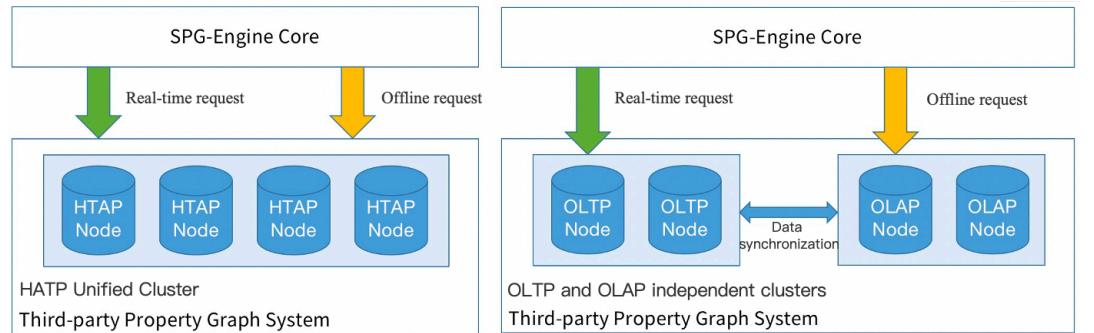 SPG-Engine Core
Real-time request
Offline request
HTAP
Node
HTAP
Node
HTAP
Node
HTAP
Node
HATP Unified Cluster
Third-party Property Graph System
SPG-Engine Core
Real-time request
Offline request
OLTP
Node
OLTP
Node
Data
synchronization
OLAP
Node
OLAP
Node
OLTP and OLAP independent clusters
Third-party Property Graph System